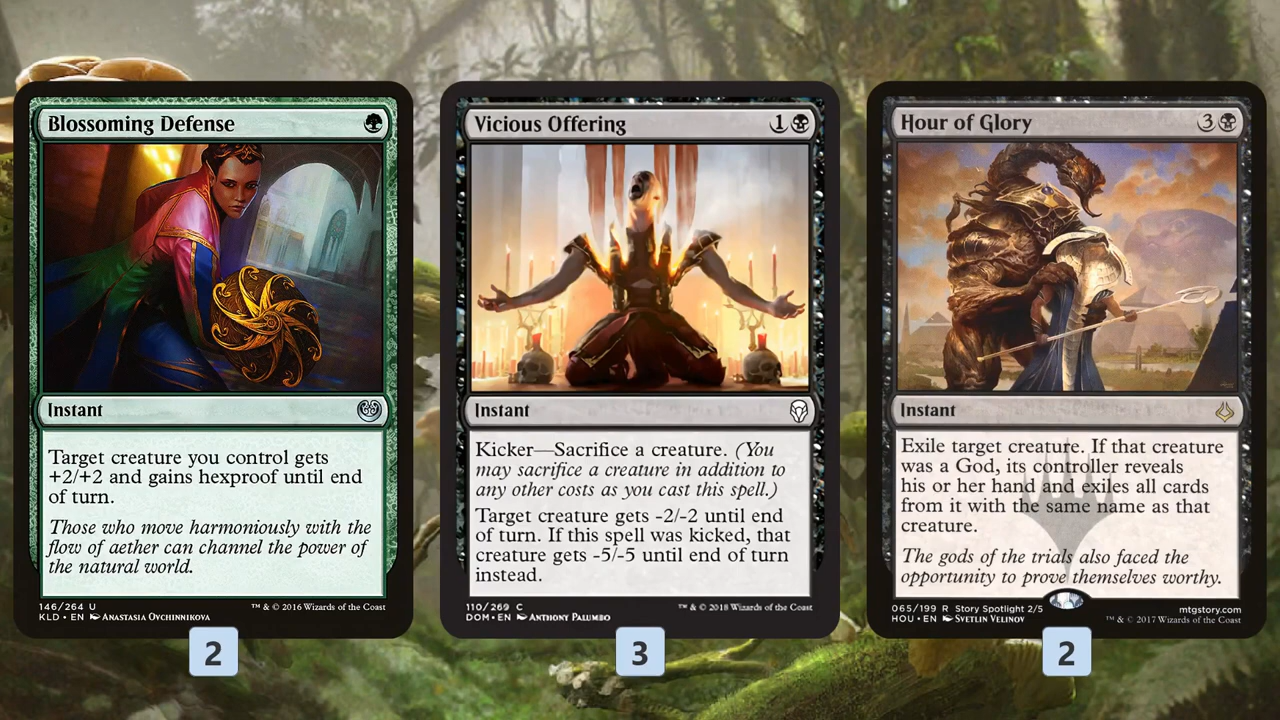 Blossoming Defense
Instant
Target creature you control gets
+2/+2 and gains hexproof until end
of turn.
Those who move harmoniously with the
flow of aether can channel the power of
the natural world.
146/264 U
KLD • EN Anastasia Ovchinnikova
™ & © 2016 Wizards of the Coast
2
Vicious Offering
1
Instant
Kicker—Sacrifice a creature. (You
may sacrifice a creature in addition to
any other costs as you cast this spell.)
Target creature gets -2/-2 until end
of turn. If this spell was kicked, that
creature gets -5/-5 until end of turn
instead.
110/269 C
DOM • EN Anthony Palumbo
™ & © 2018 Wizards of the Coast
3
Hour of Glory
3
Instant
Exile target creature. If that creature
was a God, its controller reveals
his or her hand and exiles all cards
from it with the same name as that
creature.
The gods of the trials also faced the
opportunity to prove themselves worthy.
065/199 R Story Spotlight 2/5
HOU • EN Svetlin Velinov
mtgstory.com
™ & © 2017 Wizards of the Coast
2